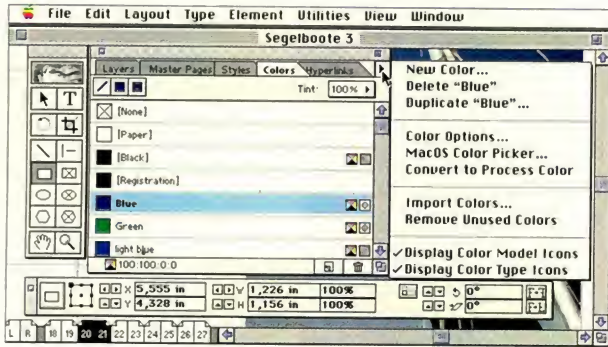 File Edit Layout Type Element Utilities View Window
Segelboote 3
Layers Master Pages Styles Colors Hyperlinks
Tint: 100%
[None]
[Paper]
[Black]
[Registration]
Blue
Green
light blue
100:100:0:0
New Color...
Delete "Blue"
Duplicate "Blue"...
Color Options...
MacOS Color Picker...
Convert to Process Color
Import Colors...
Remove Unused Colors
✓Display Color Model Icons
✓Display Color Type Icons
T
X 5,555 in W 1,226 in 100% 0°
Y 4,328 in H 1,156 in 100% 0°
L R 18 19 20 21 22 23 24 25 26 27